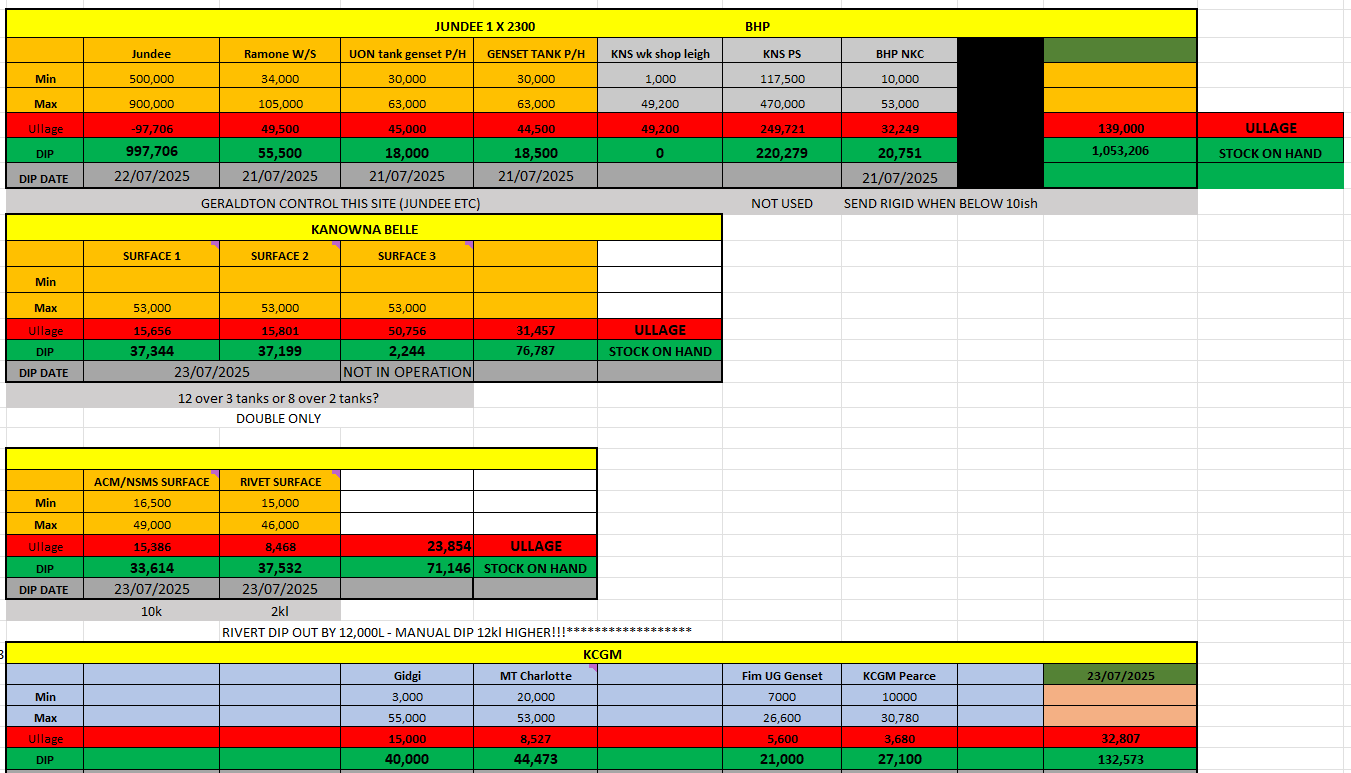 JUNDEE 1 X 2300 BHP
Jundee Ramone W/S UON tank genset P/H GENSET TANK P/H KNS wk shop leigh KNS PS BHP NKC
Min 500,000 34,000 30,000 30,000 1,000 117,500 10,000
Max 900,000 105,000 63,000 63,000 49,200 470,000 53,000
Ullage -97,706 49,500 45,000 44,500 49,200 249,721 32,249 139,000 ULLAGE
DIP 997,706 55,500 18,000 18,500 0 220,279 20,751 1,053,206 STOCK ON HAND
DIP DATE 22/07/2025 21/07/2025 21/07/2025 21/07/2025 21/07/2025
GERALDTON CONTROL THIS SITE (JUNDEE ETC) NOT USED SEND RIGID WHEN BELOW 10ish
KANOWNA BELLE
SURFACE 1 SURFACE 2 SURFACE 3
Min
Max 53,000 53,000 53,000
Ullage 15,656 15,801 50,756 31,457 ULLAGE
DIP 37,344 37,199 2,244 76,787 STOCK ON HAND
DIP DATE 23/07/2025 NOT IN OPERATION
12 over 3 tanks or 8 over 2 tanks?
DOUBLE ONLY
ACM/NSMS SURFACE RIVET SURFACE
Min 16,500 15,000
Max 49,000 46,000
Ullage 15,386 8,468 23,854 ULLAGE
DIP 33,614 37,532 71,146 STOCK ON HAND
DIP DATE 23/07/2025 23/07/2025
10k 2kl
RIVERT DIP OUT BY 12,000L - MANUAL DIP 12kl HIGHER!!!******************
KCGM
Gidgi MT Charlotte Fim UG Genset KCGM Pearce 23/07/2025
Min 3,000 20,000 7000 10000
Max 55,000 53,000 26,600 30,780
Ullage 15,000 8,527 5,600 3,680 32,807
DIP 40,000 44,473 21,000 27,100 132,573